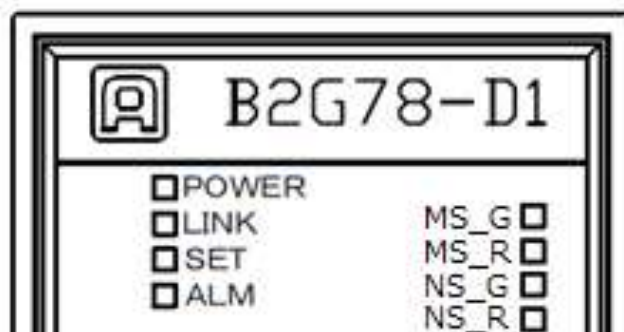 B2G78-D1
POWER
LINK
SET
ALM
MS_G
MS_R
NS_G
NS_R